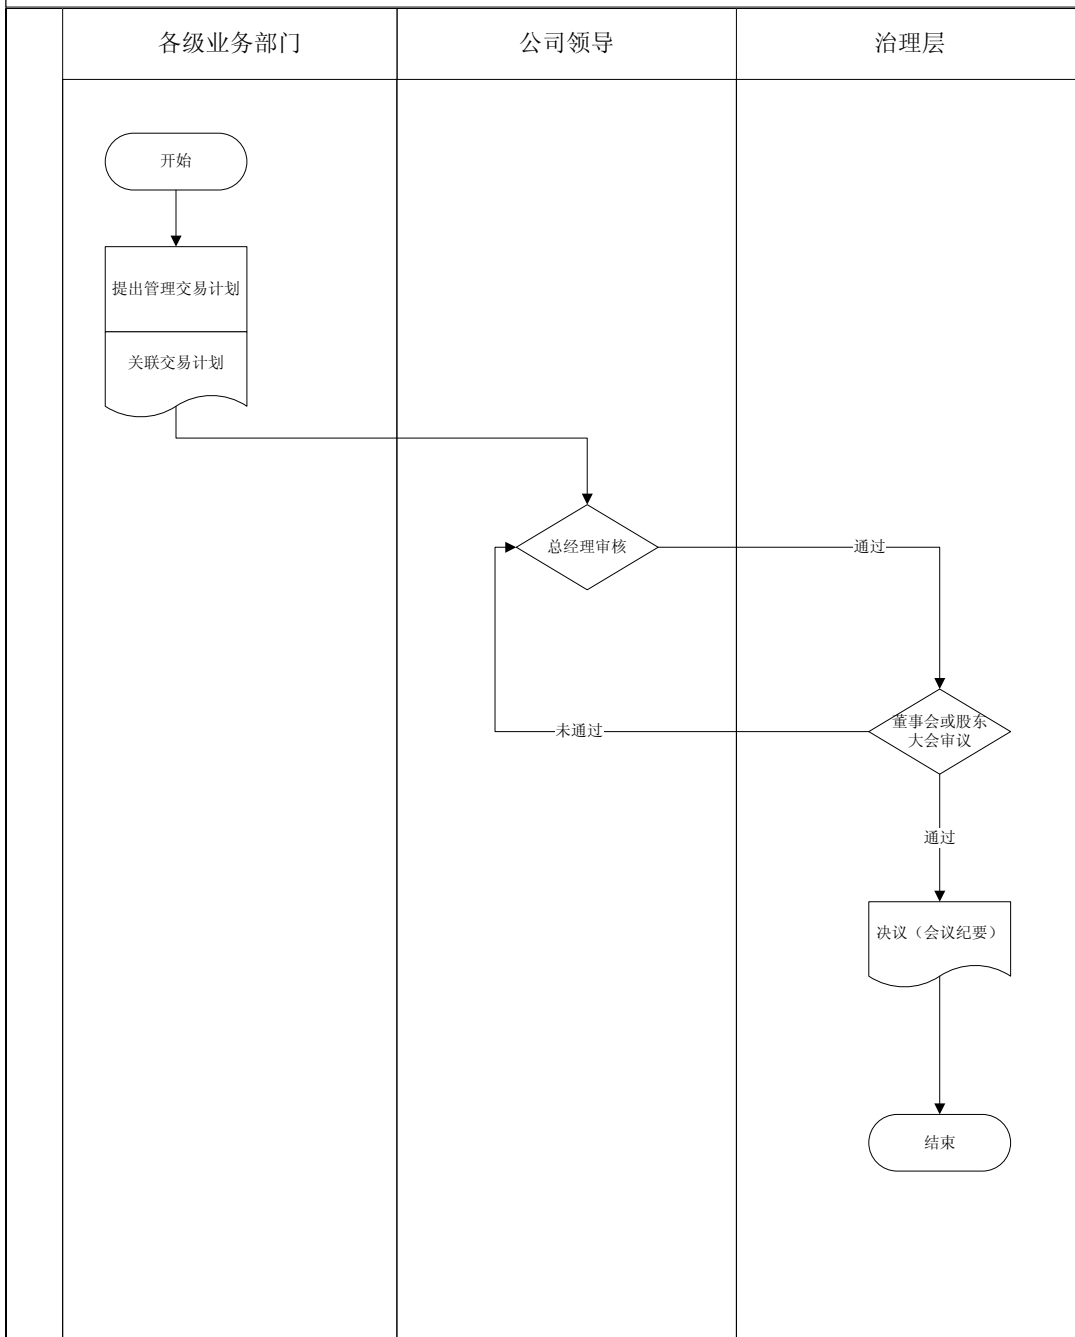 各级业务部门
公司领导
治理层
开始
提出管理交易计划
关联交易计划
总经理审核
通过
董事会或股东
大会审议
未通过
通过
决议（会议纪要）
结束